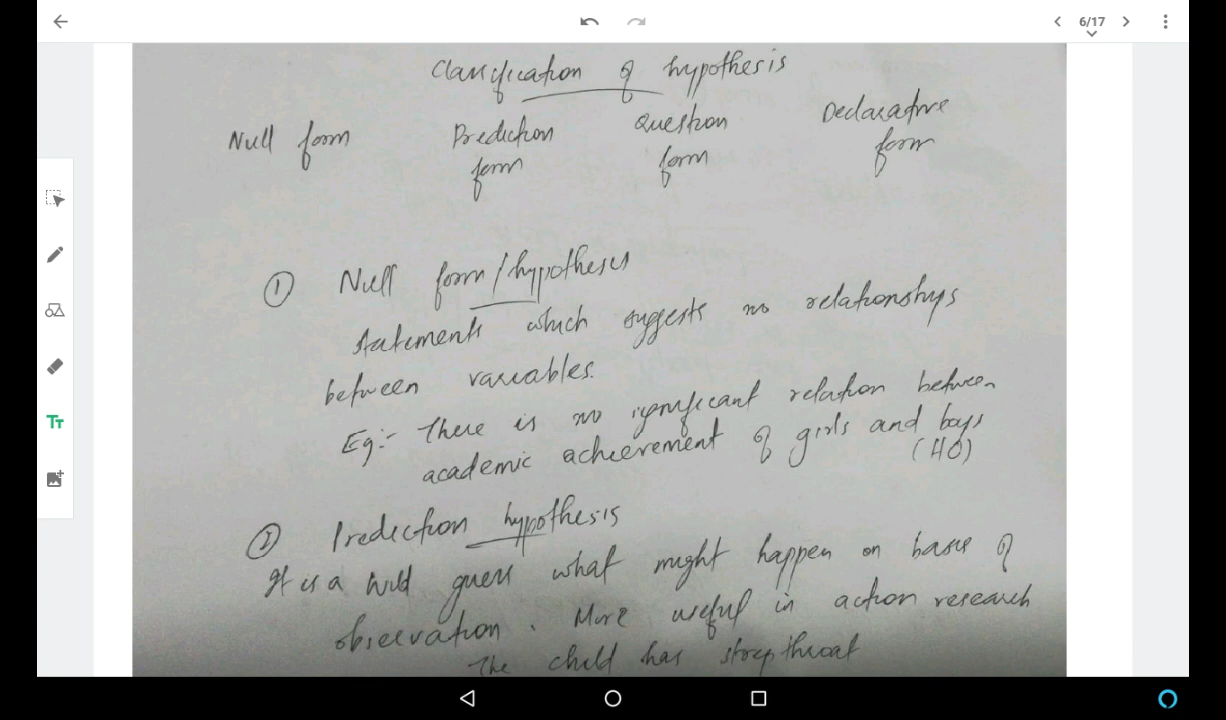 6/17
Classification of hypothesis
Null form Prediction form Question form Declarative form
① Null form/hypotheses
statements which suggests no relationships
between variables.
Eg:- There is no significant relation between
academic achievement of girls and boys
(H0)
② Prediction hypothesis
It is a wild guess what might happen on basis of
observation. More useful in action research
The child has strep throat